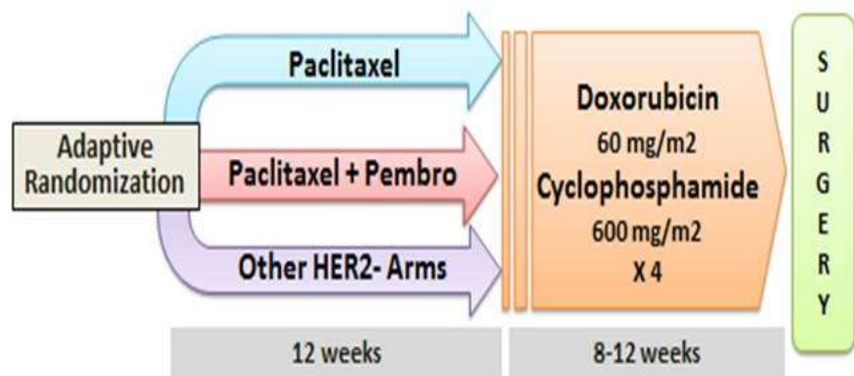 Adaptive
Randomization
Paclitaxel
Paclitaxel + Pembro
Other HER2- Arms
Doxorubicin
60 mg/m2
Cyclophosphamide
600 mg/m2
X 4
S
U
R
G
E
R
Y
12 weeks
8-12 weeks